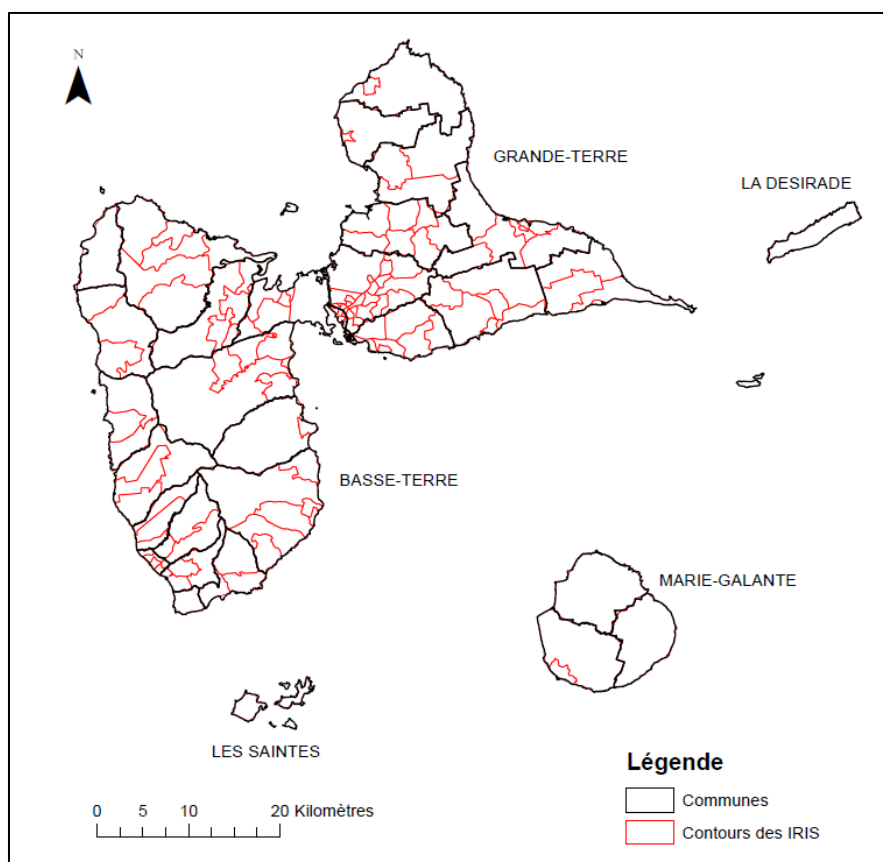 N
GRANDE-TERRE
LA DESIRADE
BASSE-TERRE
MARIE-GALANTE
LES SAINTES
Légende
Communes
Contours des IRIS
0 5 10 20 Kilomètres